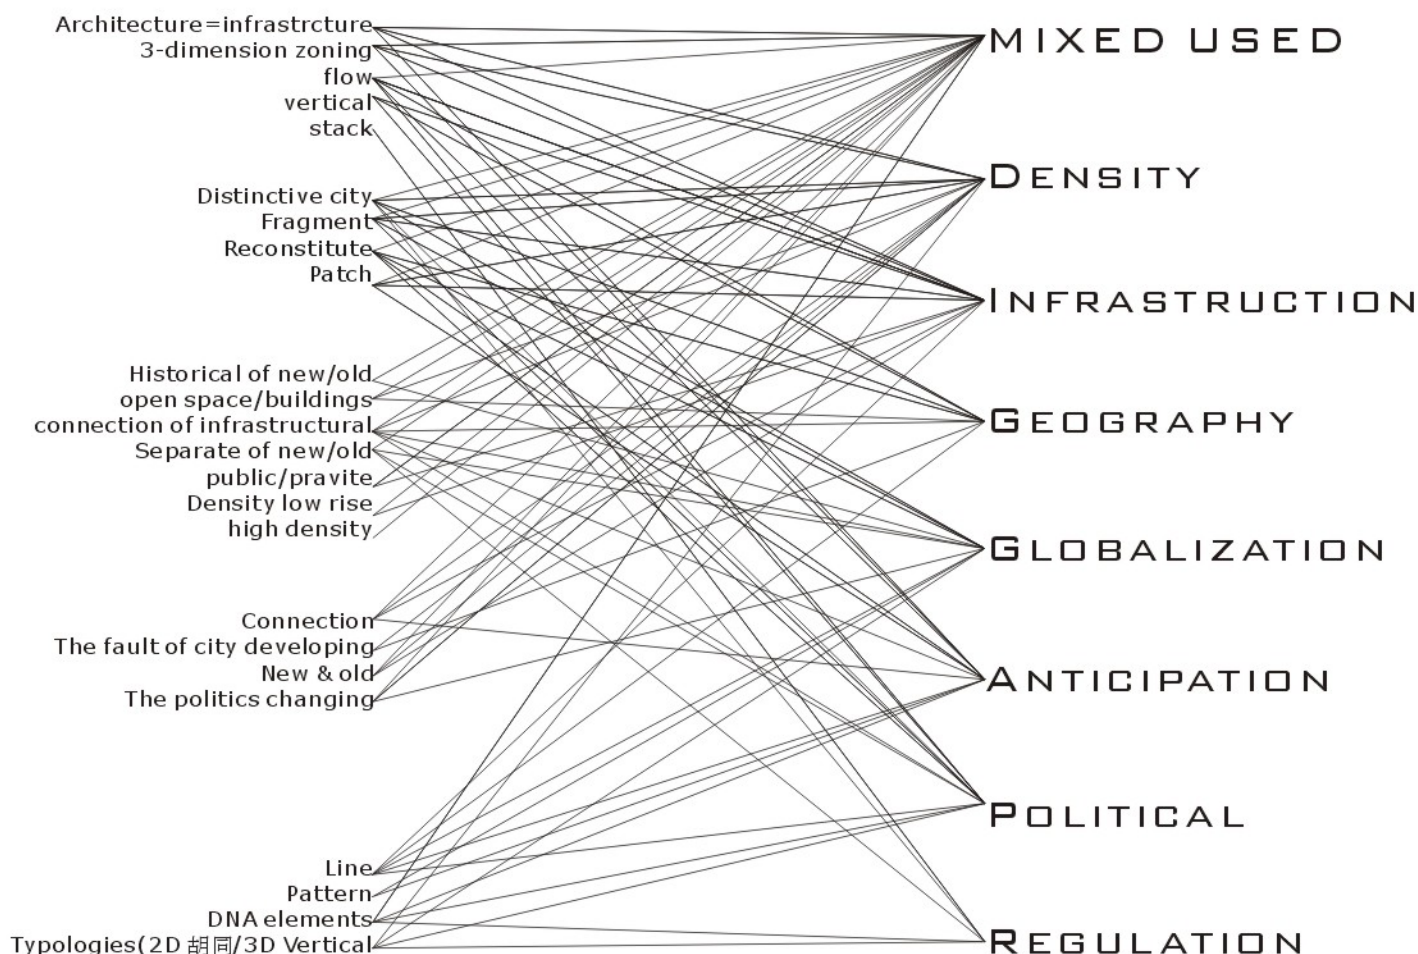 Architecture=infrastrcture
3-dimension zoning
flow
vertical
stack
Distinctive city
Fragment
Reconstitute
Patch
Historical of new/old
open space/buildings
connection of infrastructural
Separate of new/old
public/pravite
Density low rise
high density
Connection
The fault of city developing
New & old
The politics changing
Line
Pattern
DNA elements
Typologies(2D 胡同/3D Vertical
MIXED USED
DENSITY
INFRASTRUCTION
GEOGRAPHY
GLOBALIZATION
ANTICIPATION
POLITICAL
REGULATION